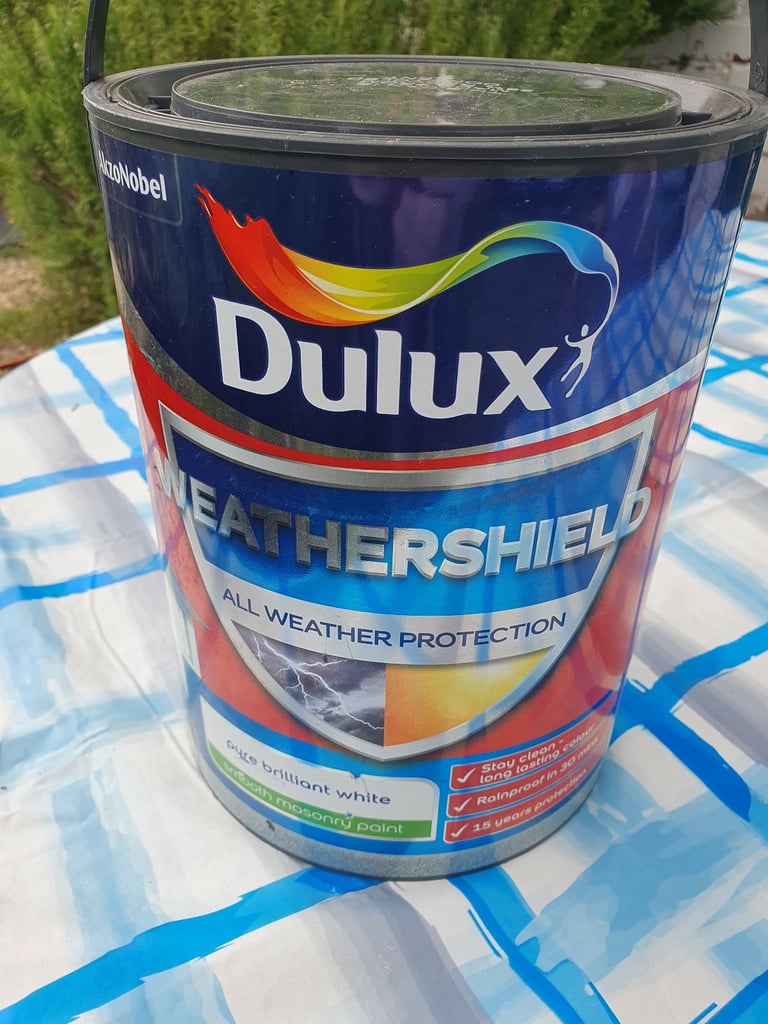 AkzoNobel
Dulux
WEATHERSHIELD
ALL WEATHER PROTECTION
pure brilliant white
smooth masonry paint
Stay clean -
long lasting colour
Rainproof in 30 mins
15 years protection